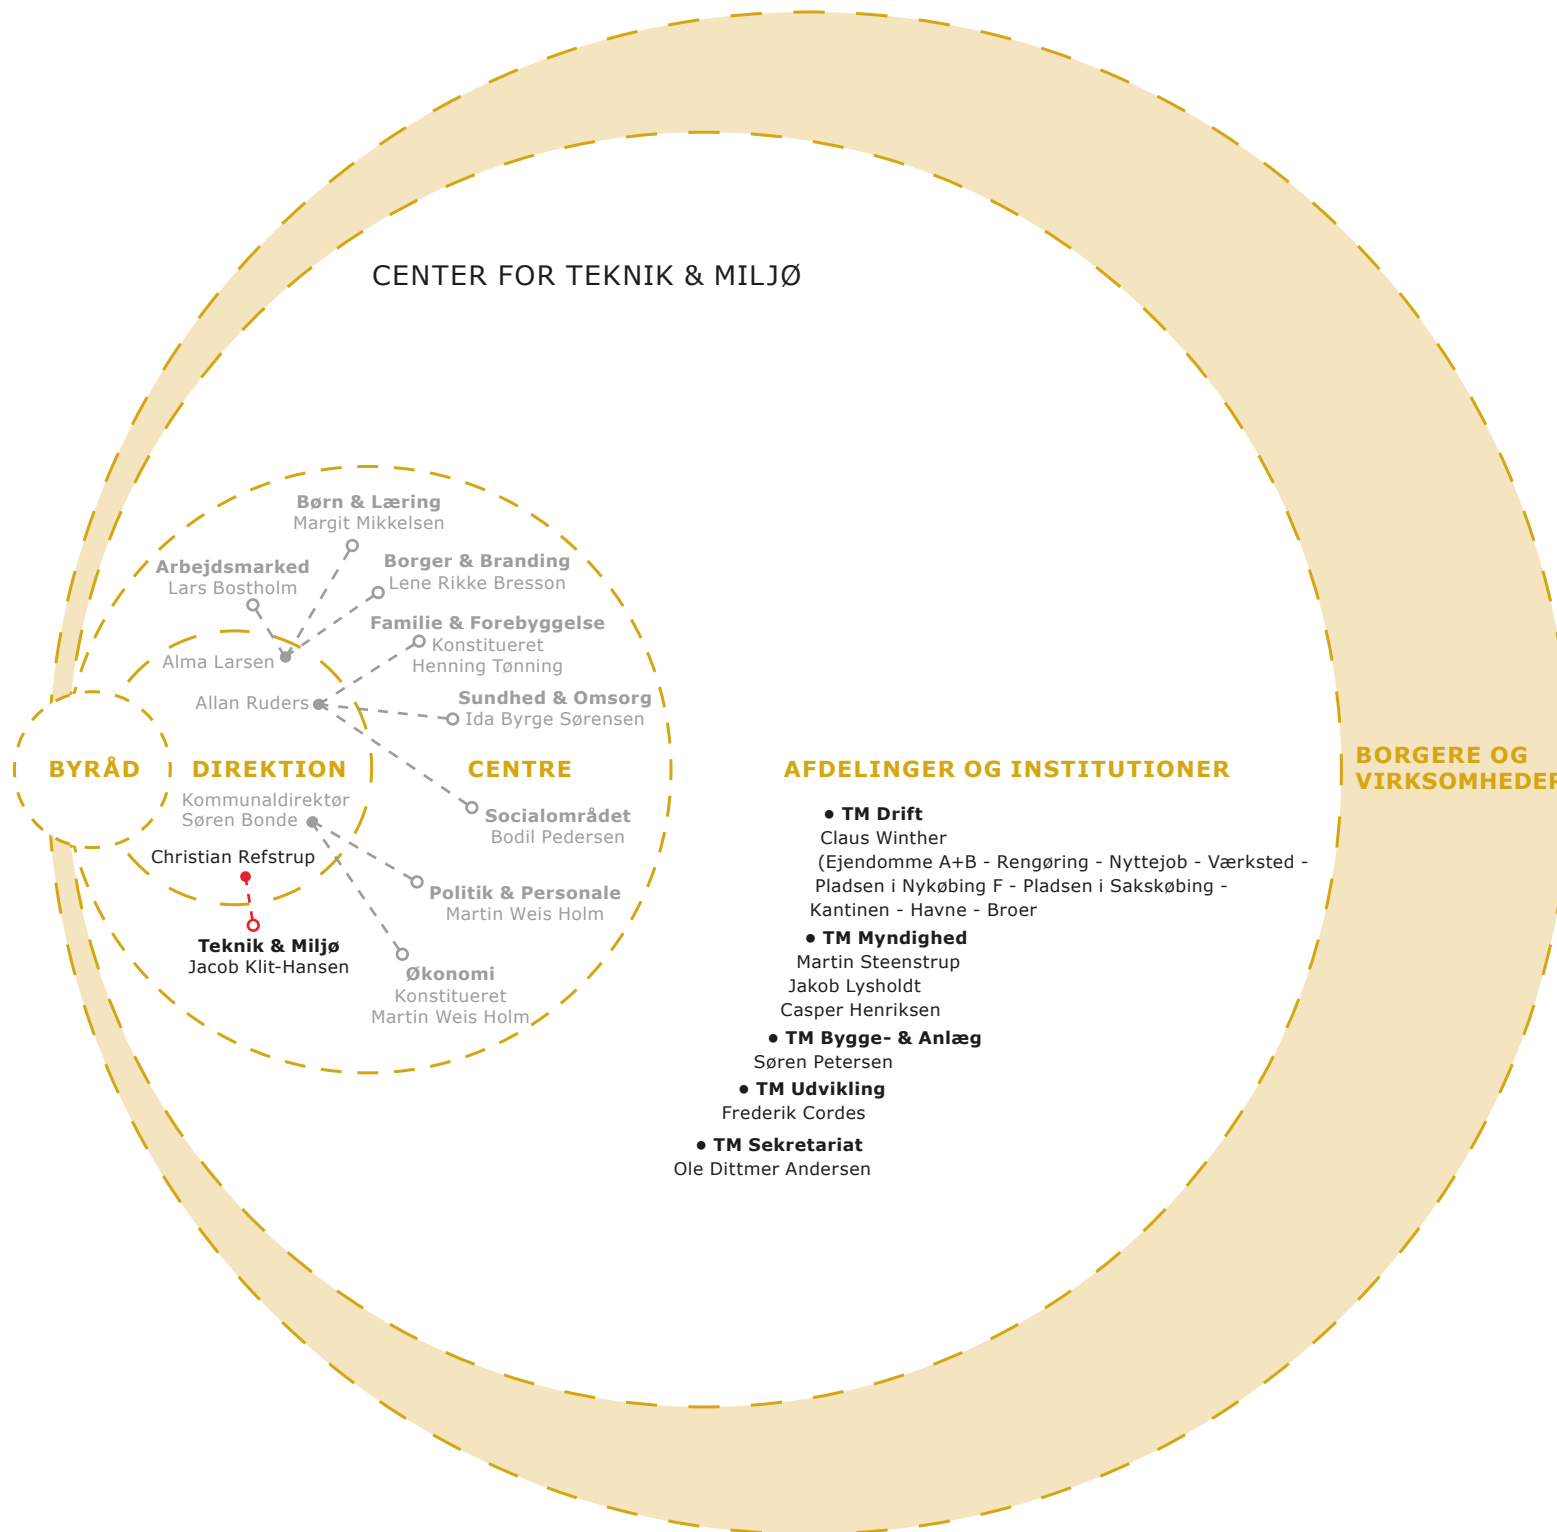 CENTER FOR TEKNIK & MILJØ
Børn & Læring
Margit Mikkelsen
Arbejdsmarked
Lars Bostholm
Borger & Branding
Lene Rikke Bresson
Familie & Forebyggelse
Konstitueret
Henning Tønning
Alma Larsen
Allan Ruders
Sundhed & Omsorg
Ida Byrge Sørensen
BYRÅD
DIREKTION
CENTRE
AFDELINGER OG INSTITUTIONER
BORGERE OG
VIRKSOMHEDER
Kommunaldirektør
Søren Bonde
Christian Refstrup
Socialområdet
Bodil Pedersen
Politik & Personale
Martin Weis Holm
Teknik & Miljø
Jacob Klit-Hansen
Økonomi
Konstitueret
Martin Weis Holm
• TM Drift
Claus Winther
(Ejendomme A+B - Rengøring - Nyttejob - Værksted -
Pladsen i Nykøbing F - Pladsen i Sakskøbing -
Kantinen - Havne - Broer
• TM Myndighed
Martin Steenstrup
Jakob Lysholdt
Casper Henriksen
• TM Bygge- & Anlæg
Søren Petersen
• TM Udvikling
Frederik Cordes
• TM Sekretariat
Ole Dittmer Andersen